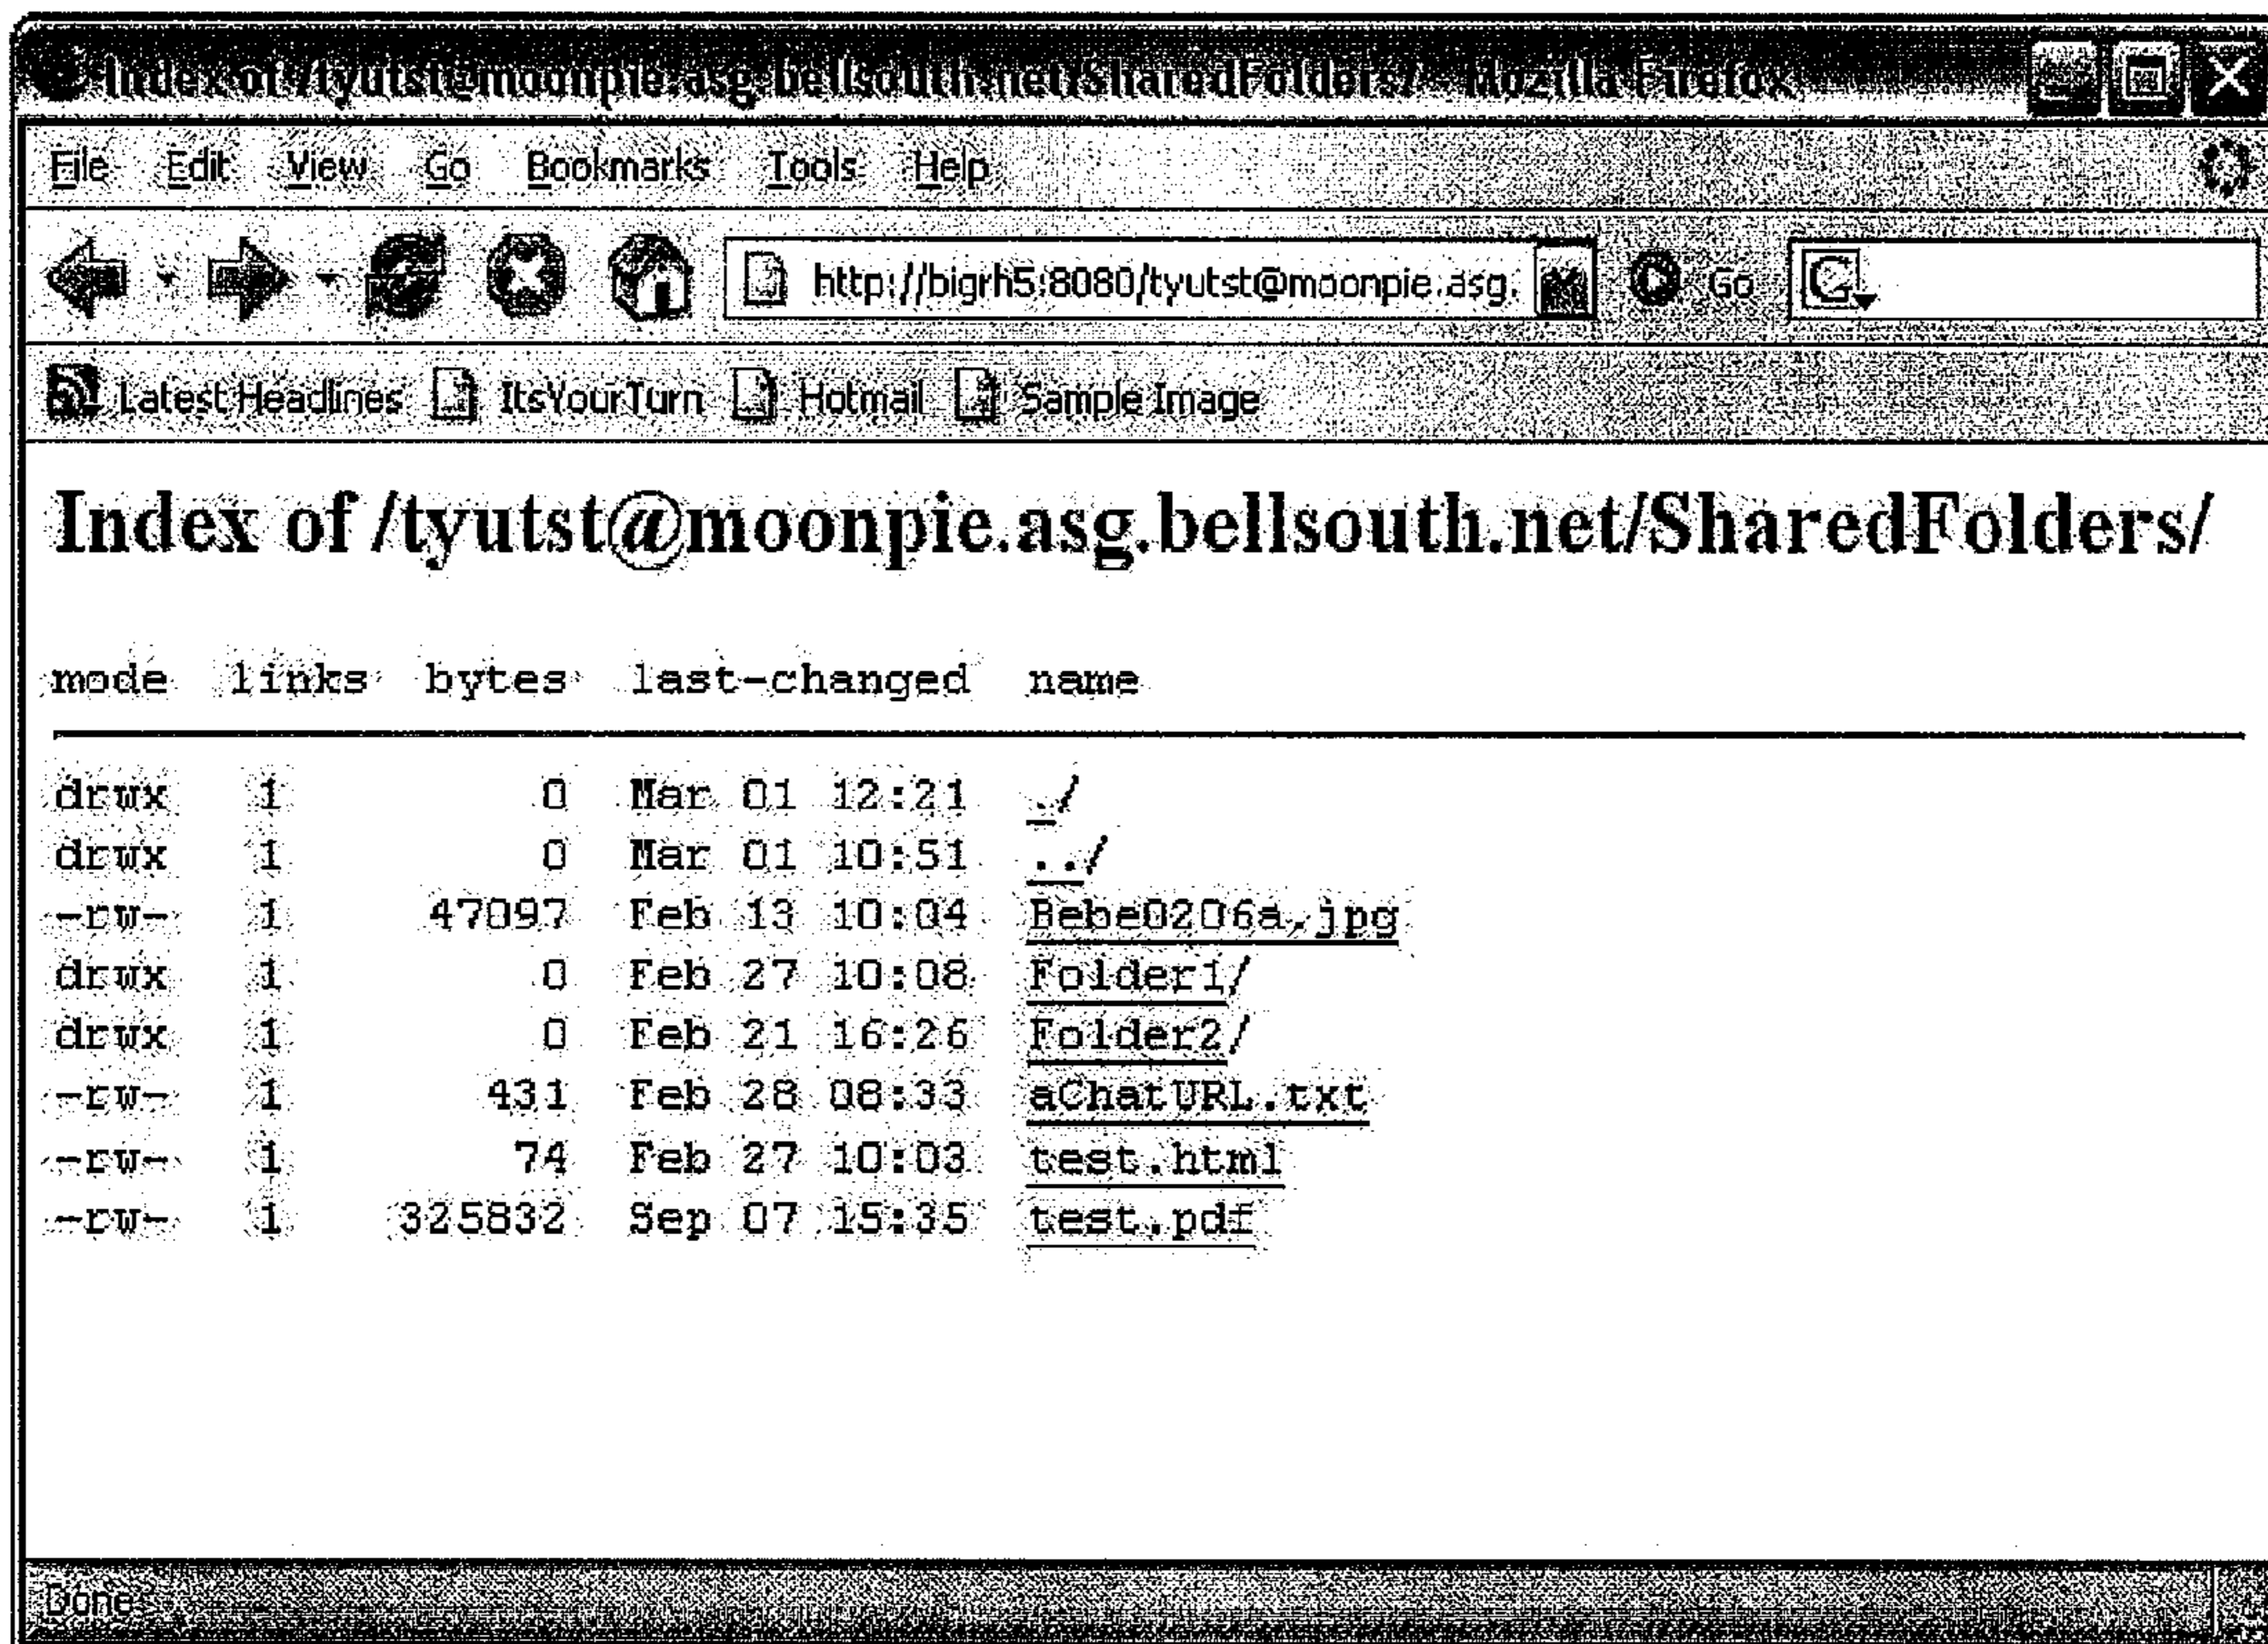 Index of /tyutst@moonpie.asg.bellsouth.net/SharedFolders/ - Mozilla Firefox
File Edit View Go Bookmarks Tools Help
http://bigrh5:8080/tyutst@moonpie.asg. Go G
Latest Headlines ItsYourTurn Hotmail Sample Image
Index of /tyutst@moonpie.asg.bellsouth.net/SharedFolders/
mode links bytes last-changed name
drwx 1 0 Mar 01 12:21 ./
drwx 1 0 Mar 01 10:51 ../
-rw- 1 47097 Feb 13 10:04 Bebe0206a.jpg
drwx 1 0 Feb 27 10:08 Folder1/
drwx 1 0 Feb 21 16:26 Folder2/
-rw- 1 431 Feb 28 08:33 aChatURL.txt
-rw- 1 74 Feb 27 10:03 test.html
-rw- 1 325832 Sep 07 15:35 test.pdf
Done